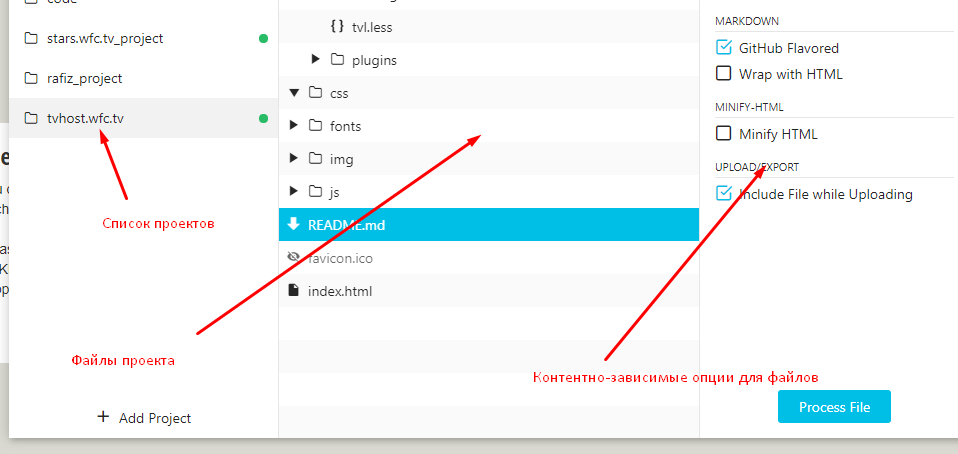 code
stars.wfc.tv_project
rafiz_project
tvhost.wfc.tv
Список проектов
Файлы проекта
+ Add Project
{} tvl.less
plugins
css
fonts
img
js
README.md
favicon.ico
index.html
MARKDOWN
GitHub Flavored
Wrap with HTML
MINIFY-HTML
Minify HTML
UPLOAD/EXPORT
Include File while Uploading
Контентно-зависимые опции для файлов
Process File